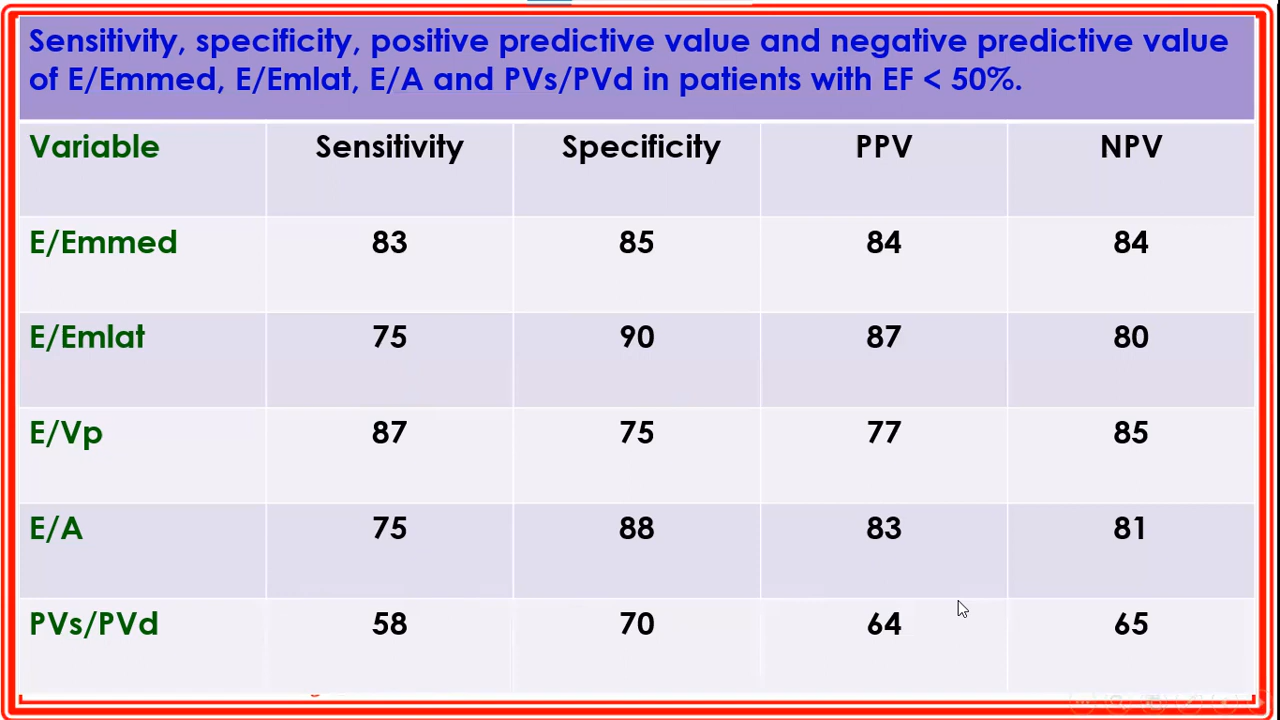 Sensitivity, specificity, positive predictive value and negative predictive value
of E/Emmed, E/Emlat, E/A and PVs/PVd in patients with EF < 50%.
Variable Sensitivity Specificity PPV NPV
E/Emmed 83 85 84 84
E/Emlat 75 90 87 80
E/Vp 87 75 77 85
E/A 75 88 83 81
PVs/PVd 58 70 64 65